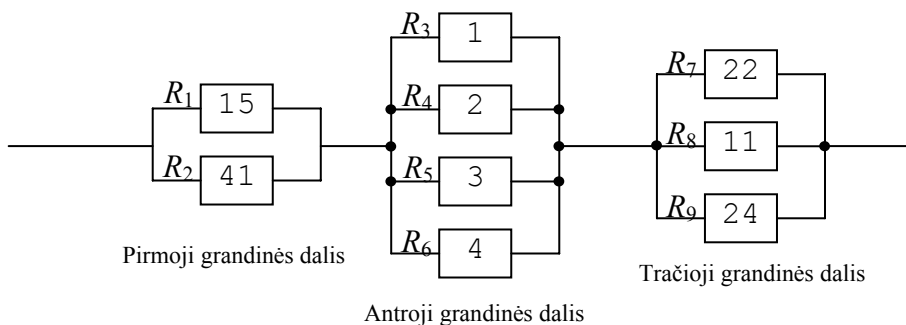 R3 1
R1 15
R4 2
R2 41
R5 3
R6 4
R7 22
R8 11
R9 24
Pirmoji grandinės dalis
Antroji grandinės dalis
Tračioji grandinės dalis